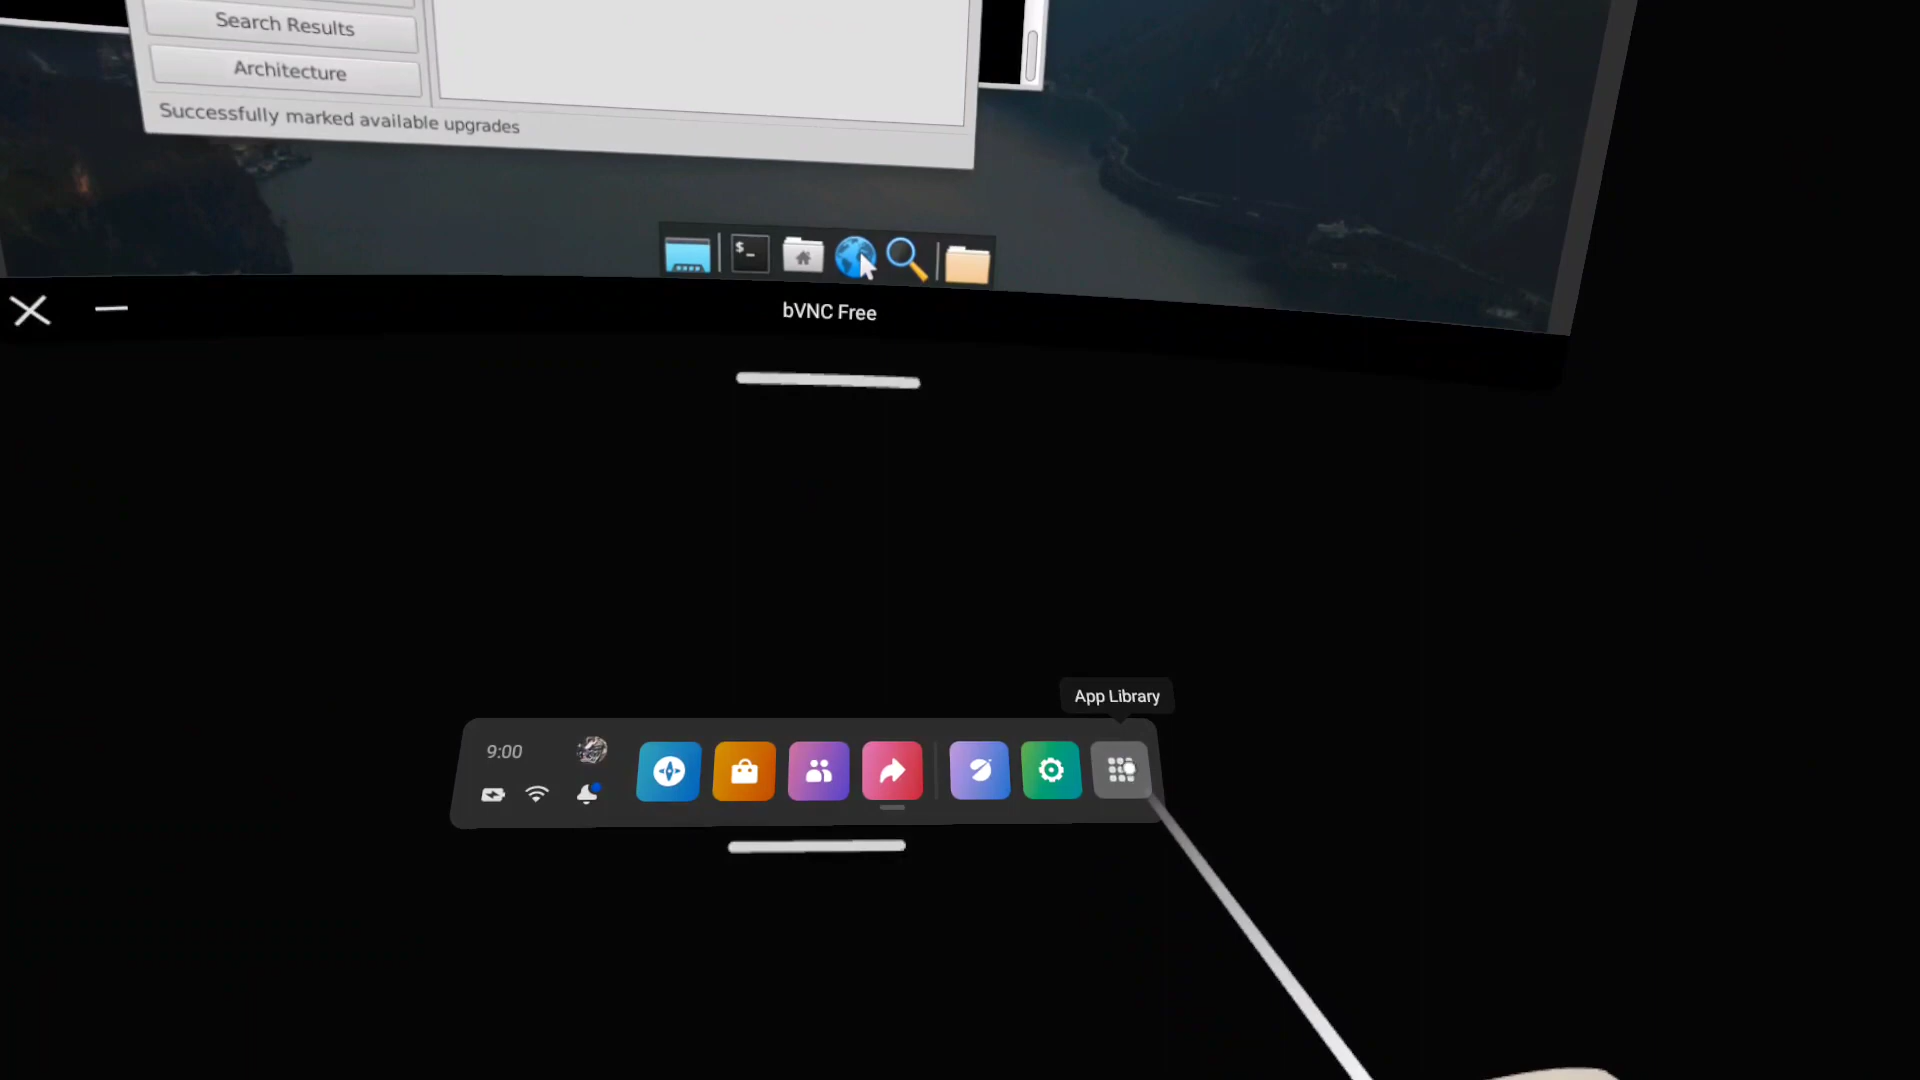 Search Results
Architecture
Successfully marked available upgrades
$_
bVNC Free
App Library
9:00